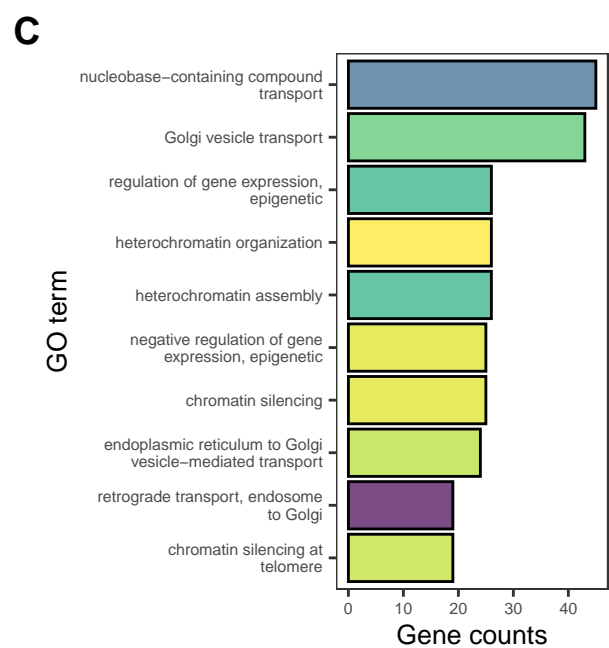 C
nucleobase−containing compound
transport
Golgi vesicle transport
regulation of gene expression,
epigenetic
heterochromatin organization
heterochromatin assembly
negative regulation of gene
expression, epigenetic
chromatin silencing
endoplasmic reticulum to Golgi
vesicle−mediated transport
retrograde transport, endosome
to Golgi
chromatin silencing at
telomere
GO term
0 10 20 30 40
Gene counts